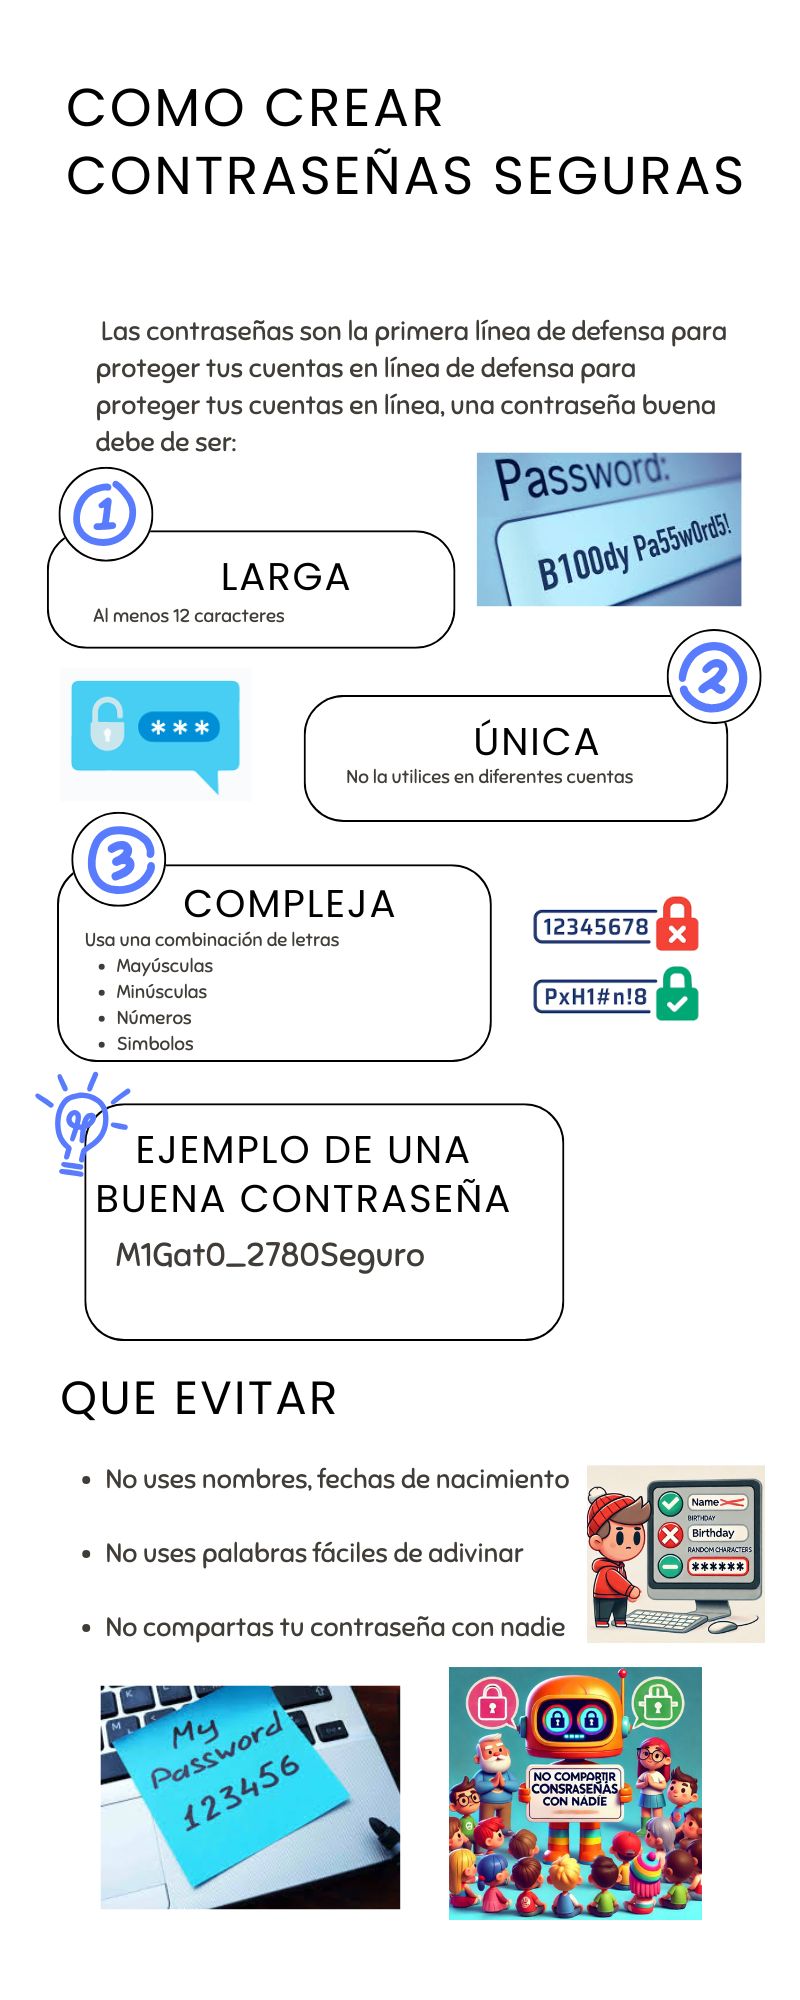 COMO CREAR
CONTRASEÑAS SEGURAS
Las contraseñas son la primera línea de defensa para
proteger tus cuentas en línea de defensa para
proteger tus cuentas en línea, una contraseña buena
debe de ser:
Password:
B100dy Pa55w0rd5!
1
LARGA
Al menos 12 caracteres
2
***
ÚNICA
No la utilices en diferentes cuentas
3
COMPLEJA
Usa una combinación de letras
• Mayúsculas
• Minúsculas
• Números
• Simbolos
12345678
PxH1#n!8
EJEMPLO DE UNA
BUENA CONTRASEÑA
M1Gat0_2780Seguro
QUE EVITAR
• No uses nombres, fechas de nacimiento
• No uses palabras fáciles de adivinar
• No compartas tu contraseña con nadie
Name
BIRTHDAY
Birthday
RANDOM CHARACTERS
******
My
Password
123456
NO COMPARTIR
CONSRASEÑAS
CON NADIE